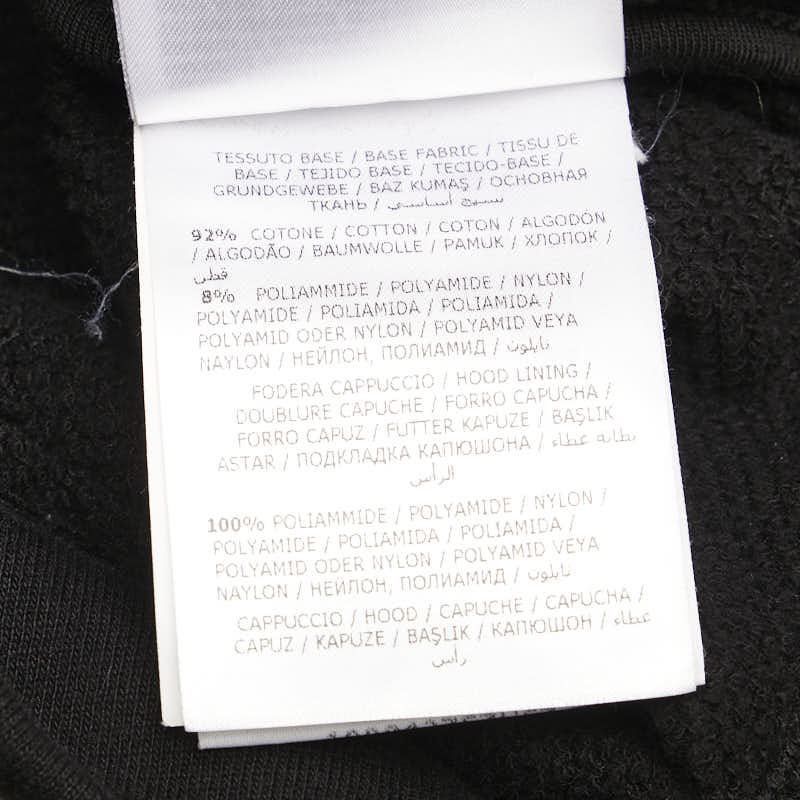 TESSUTO BASE / BASE FABRIC / TISSU DE
BASE / TEJIDO BASE / TECIDO-BASE /
GRUNDGEWEBE / BAZ KUMAŞ / ОСНОВНАЯ
ТКАНЬ / نسيج أساسي
92% COTONE / COTTON / COTON / ALGODÓN
/ ALGODÃO / BAUMWOLLE / PAMUK / ХЛОПОК /
قطن
8% POLIAMMIDE / POLYAMIDE / NYLON /
POLYAMIDE / POLIAMIDA / POLIAMIDA /
POLYAMID ODER NYLON / POLYAMID VEYA
NAYLON / НЕЙЛОН, ПОЛИАМИД / نايلون
FODERA CAPPUCCIO / HOOD LINING /
DOUBLURE CAPUCHE / FORRO CAPUCHA /
FORRO CAPUZ / FUTTER KAPUZE / BAŞLIK
ASTAR / ПОДКЛАДКА КАПЮШОНА / بطانة غطاء
الرأس
100% POLIAMMIDE / POLYAMIDE / NYLON /
POLYAMIDE / POLIAMIDA / POLIAMIDA /
POLYAMID ODER NYLON / POLYAMID VEYA
NAYLON / НЕЙЛОН, ПОЛИАМИД / نايلون
CAPPUCCIO / HOOD / CAPUCHE / CAPUCHA /
CAPUZ / KAPUZE / BAŞLIK / КАПЮШОН / غطاء
رأس